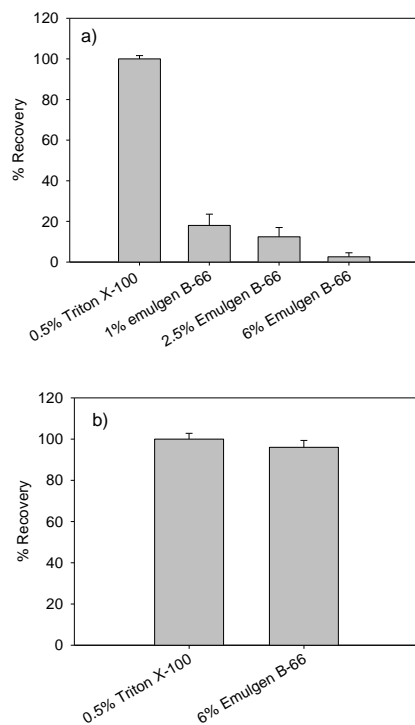 a)
120
100
80
60
40
20
0
% Recovery
0.5% Triton X-100
1% emulgen B-66
2.5% Emulgen B-66
6% Emulgen B-66
b)
120
100
80
60
40
20
0
% Recovery
0.5% Triton X-100
6% Emulgen B-66